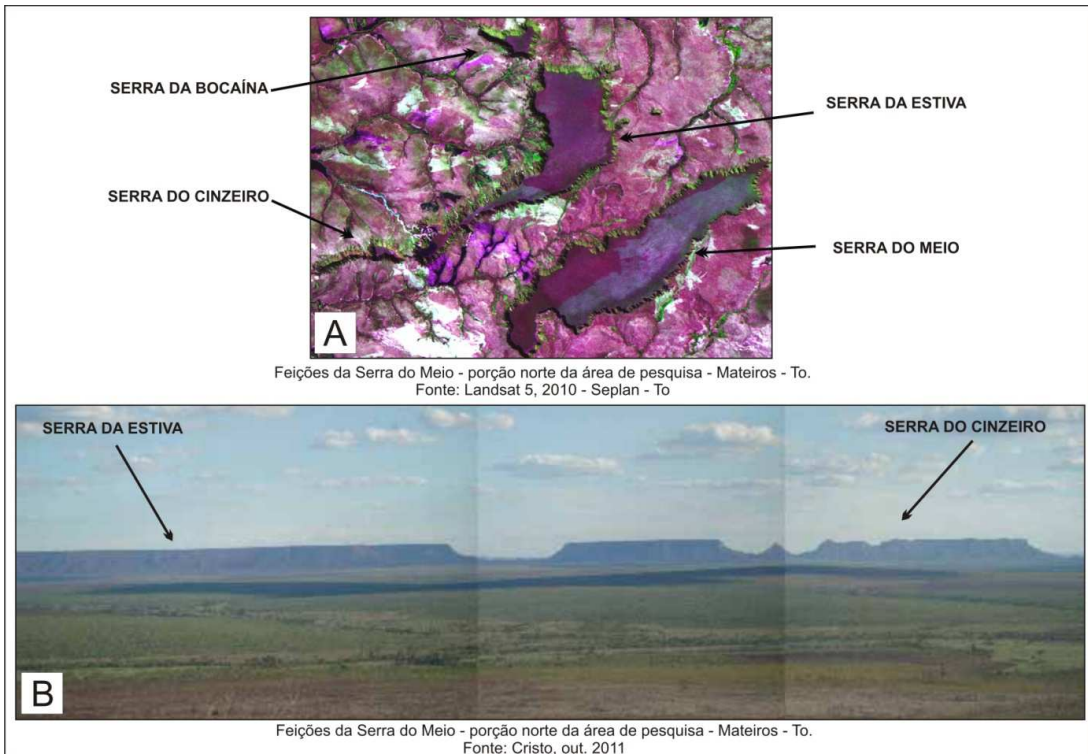 SERRA DA BOCAÍNA
SERRA DA ESTIVA
SERRA DO CINZEIRO
SERRA DO MEIO
A
Feições da Serra do Meio - porção norte da área de pesquisa - Mateiros - To.
Fonte: Landsat 5, 2010 - Seplan - To
SERRA DA ESTIVA
SERRA DO CINZEIRO
B
Feições da Serra do Meio - porção norte da área de pesquisa - Mateiros - To.
Fonte: Cristo, out. 2011